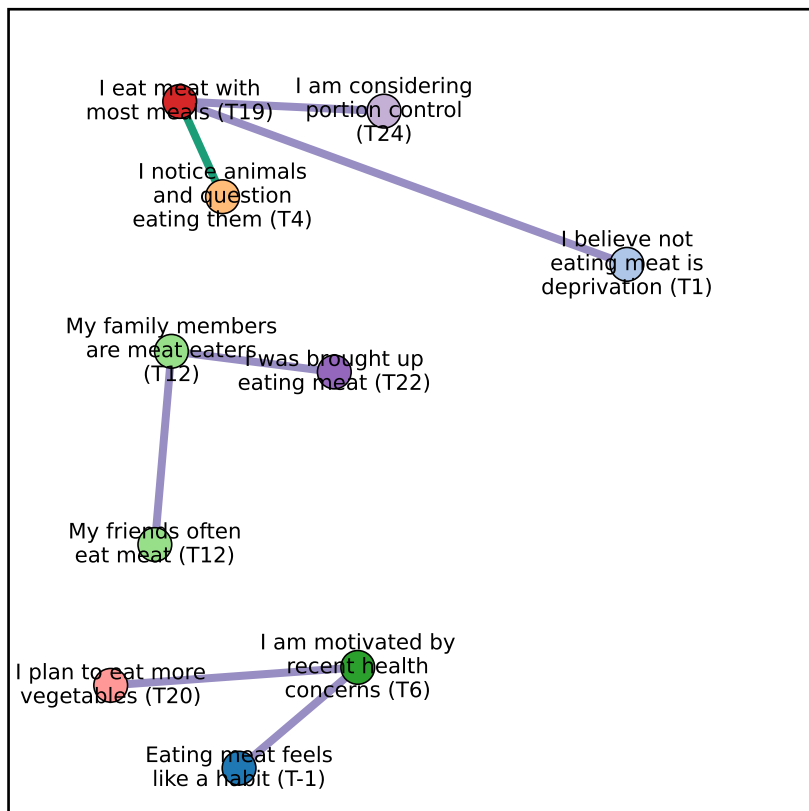 I eat meat with
most meals (T19)
I am considering
portion control
(T24)
I notice animals
and question
eating them (T4)
I believe not
eating meat is
deprivation (T1)
My family members
are meat eaters
(T12)
I was brought up
eating meat (T22)
My friends often
eat meat (T12)
I am motivated by
recent health
concerns (T6)
I plan to eat more
vegetables (T20)
Eating meat feels
like a habit (T-1)